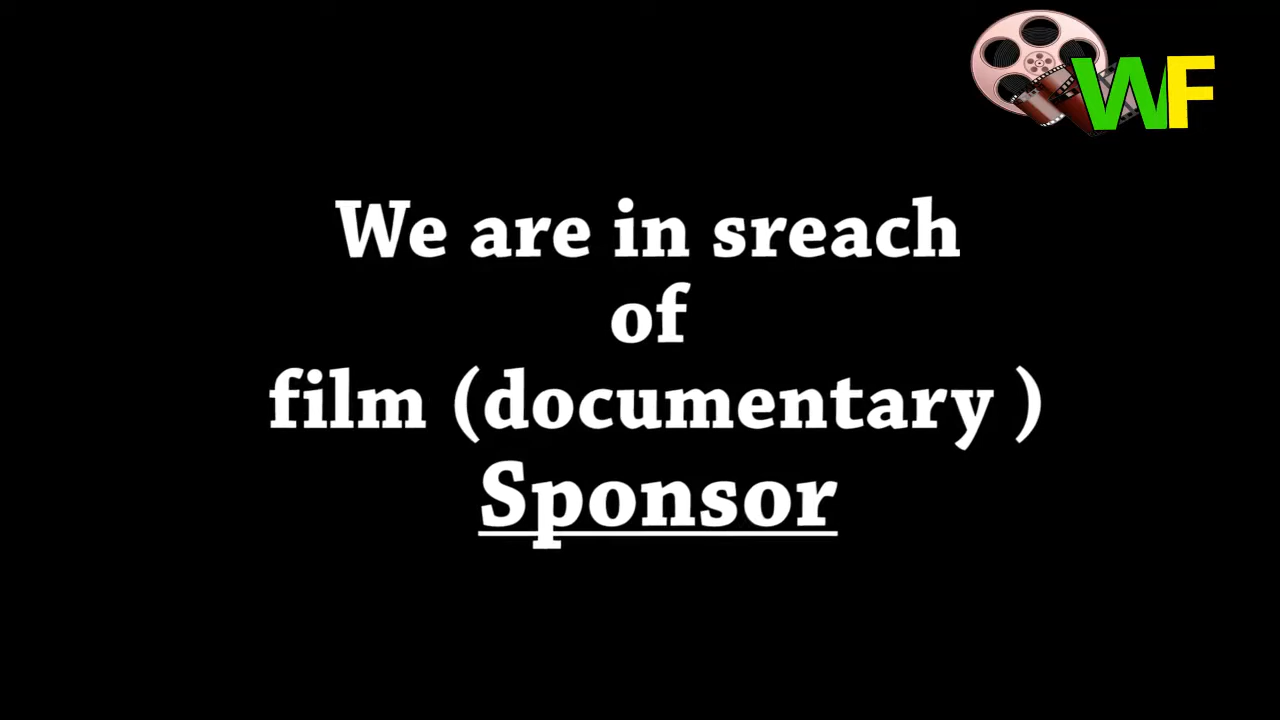 WF
We are in sreach
of
film (documentary )
Sponsor